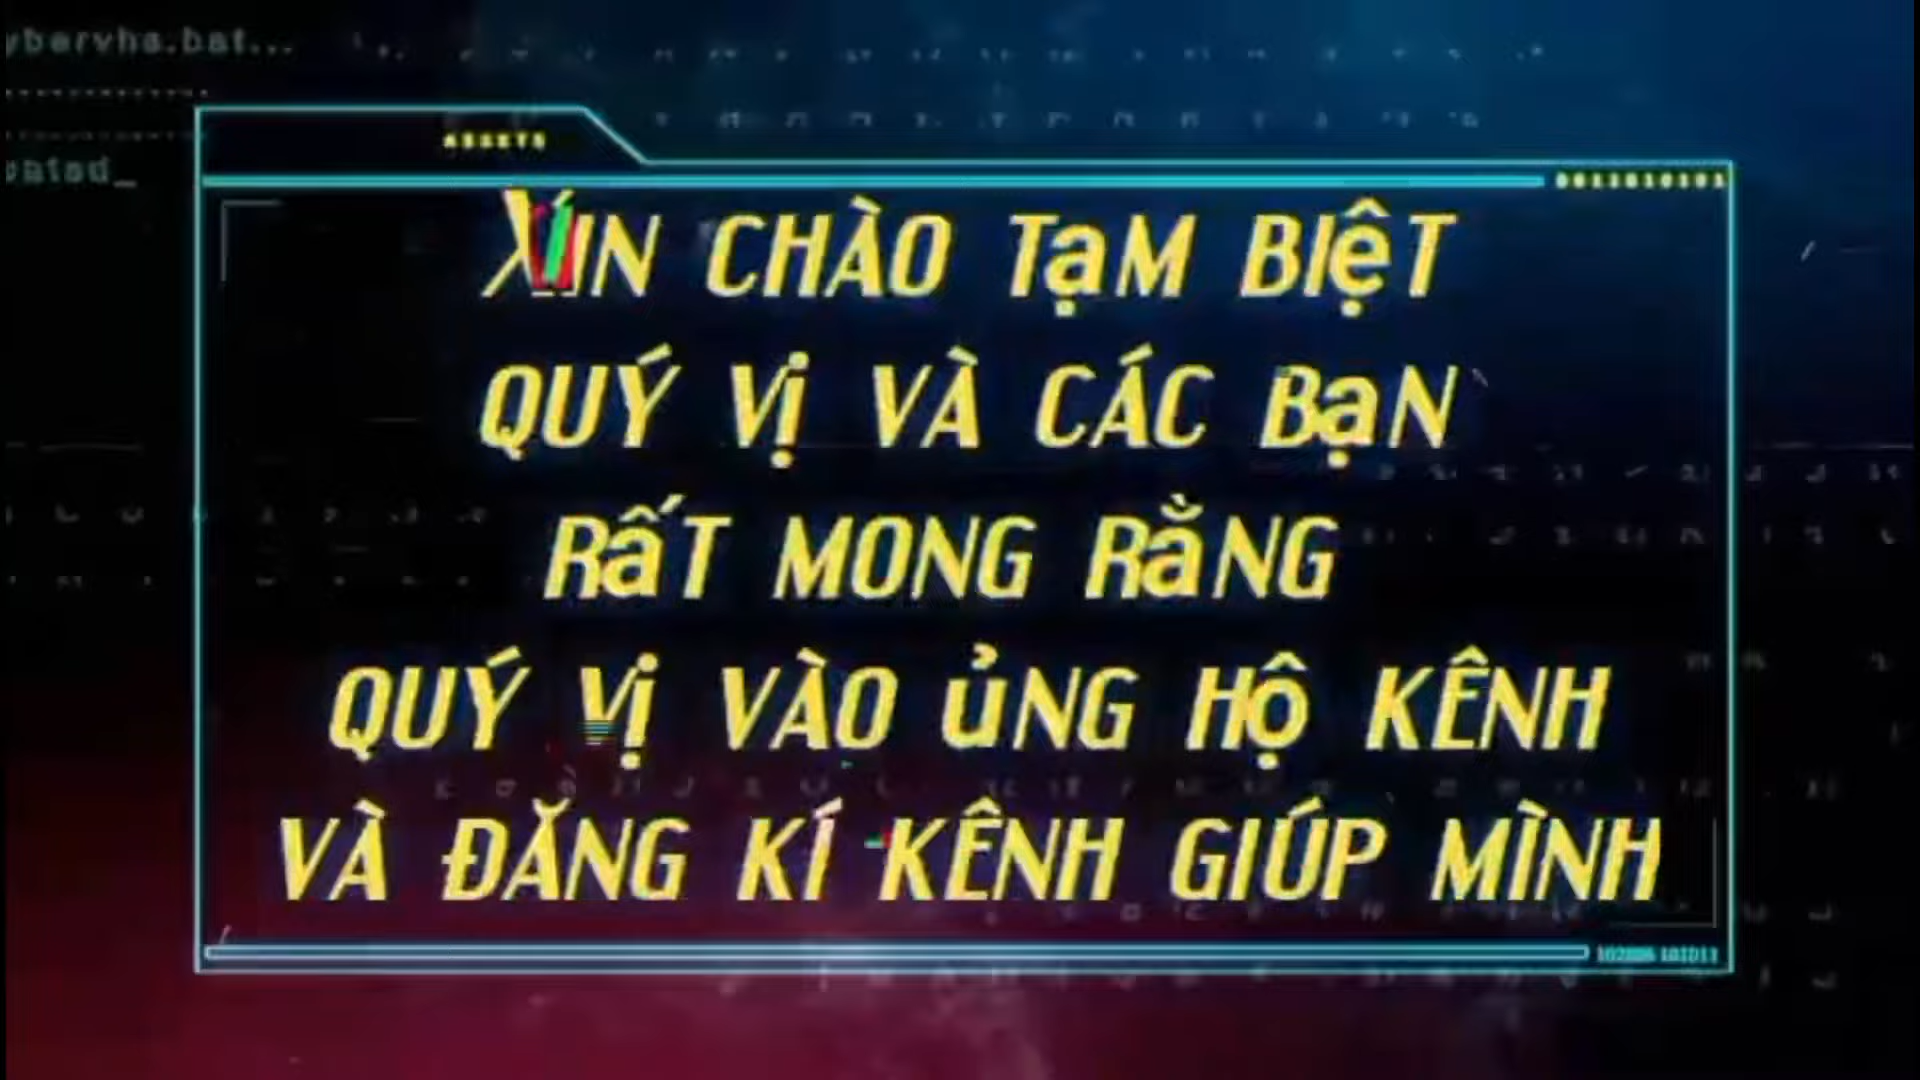 ASSETS
XIN CHÀO TẠM BIỆT
QUÝ VỊ VÀ CÁC BẠN
RẤT MONG RẰNG
QUÝ VỊ VÀO ỦNG HỘ KÊNH
VÀ ĐĂNG KÍ KÊNH GIÚP MÌNH